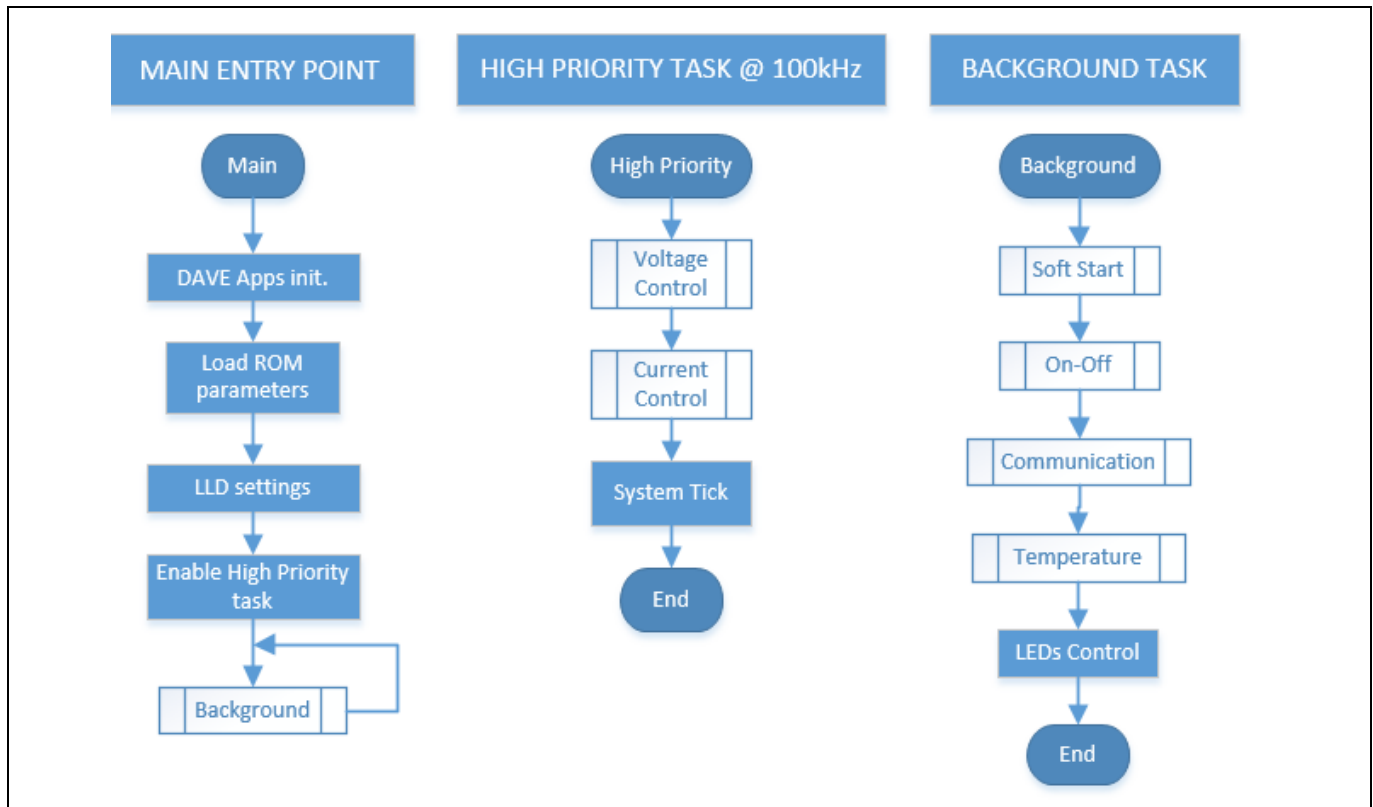 MAIN ENTRY POINT
Main
DAVE Apps init.
Load ROM
parameters
LLD settings
Enable High Priority
task
Background
HIGH PRIORITY TASK @ 100kHz
High Priority
Voltage
Control
Current
Control
System Tick
End
BACKGROUND TASK
Background
Soft Start
On-Off
Communication
Temperature
LEDs Control
End